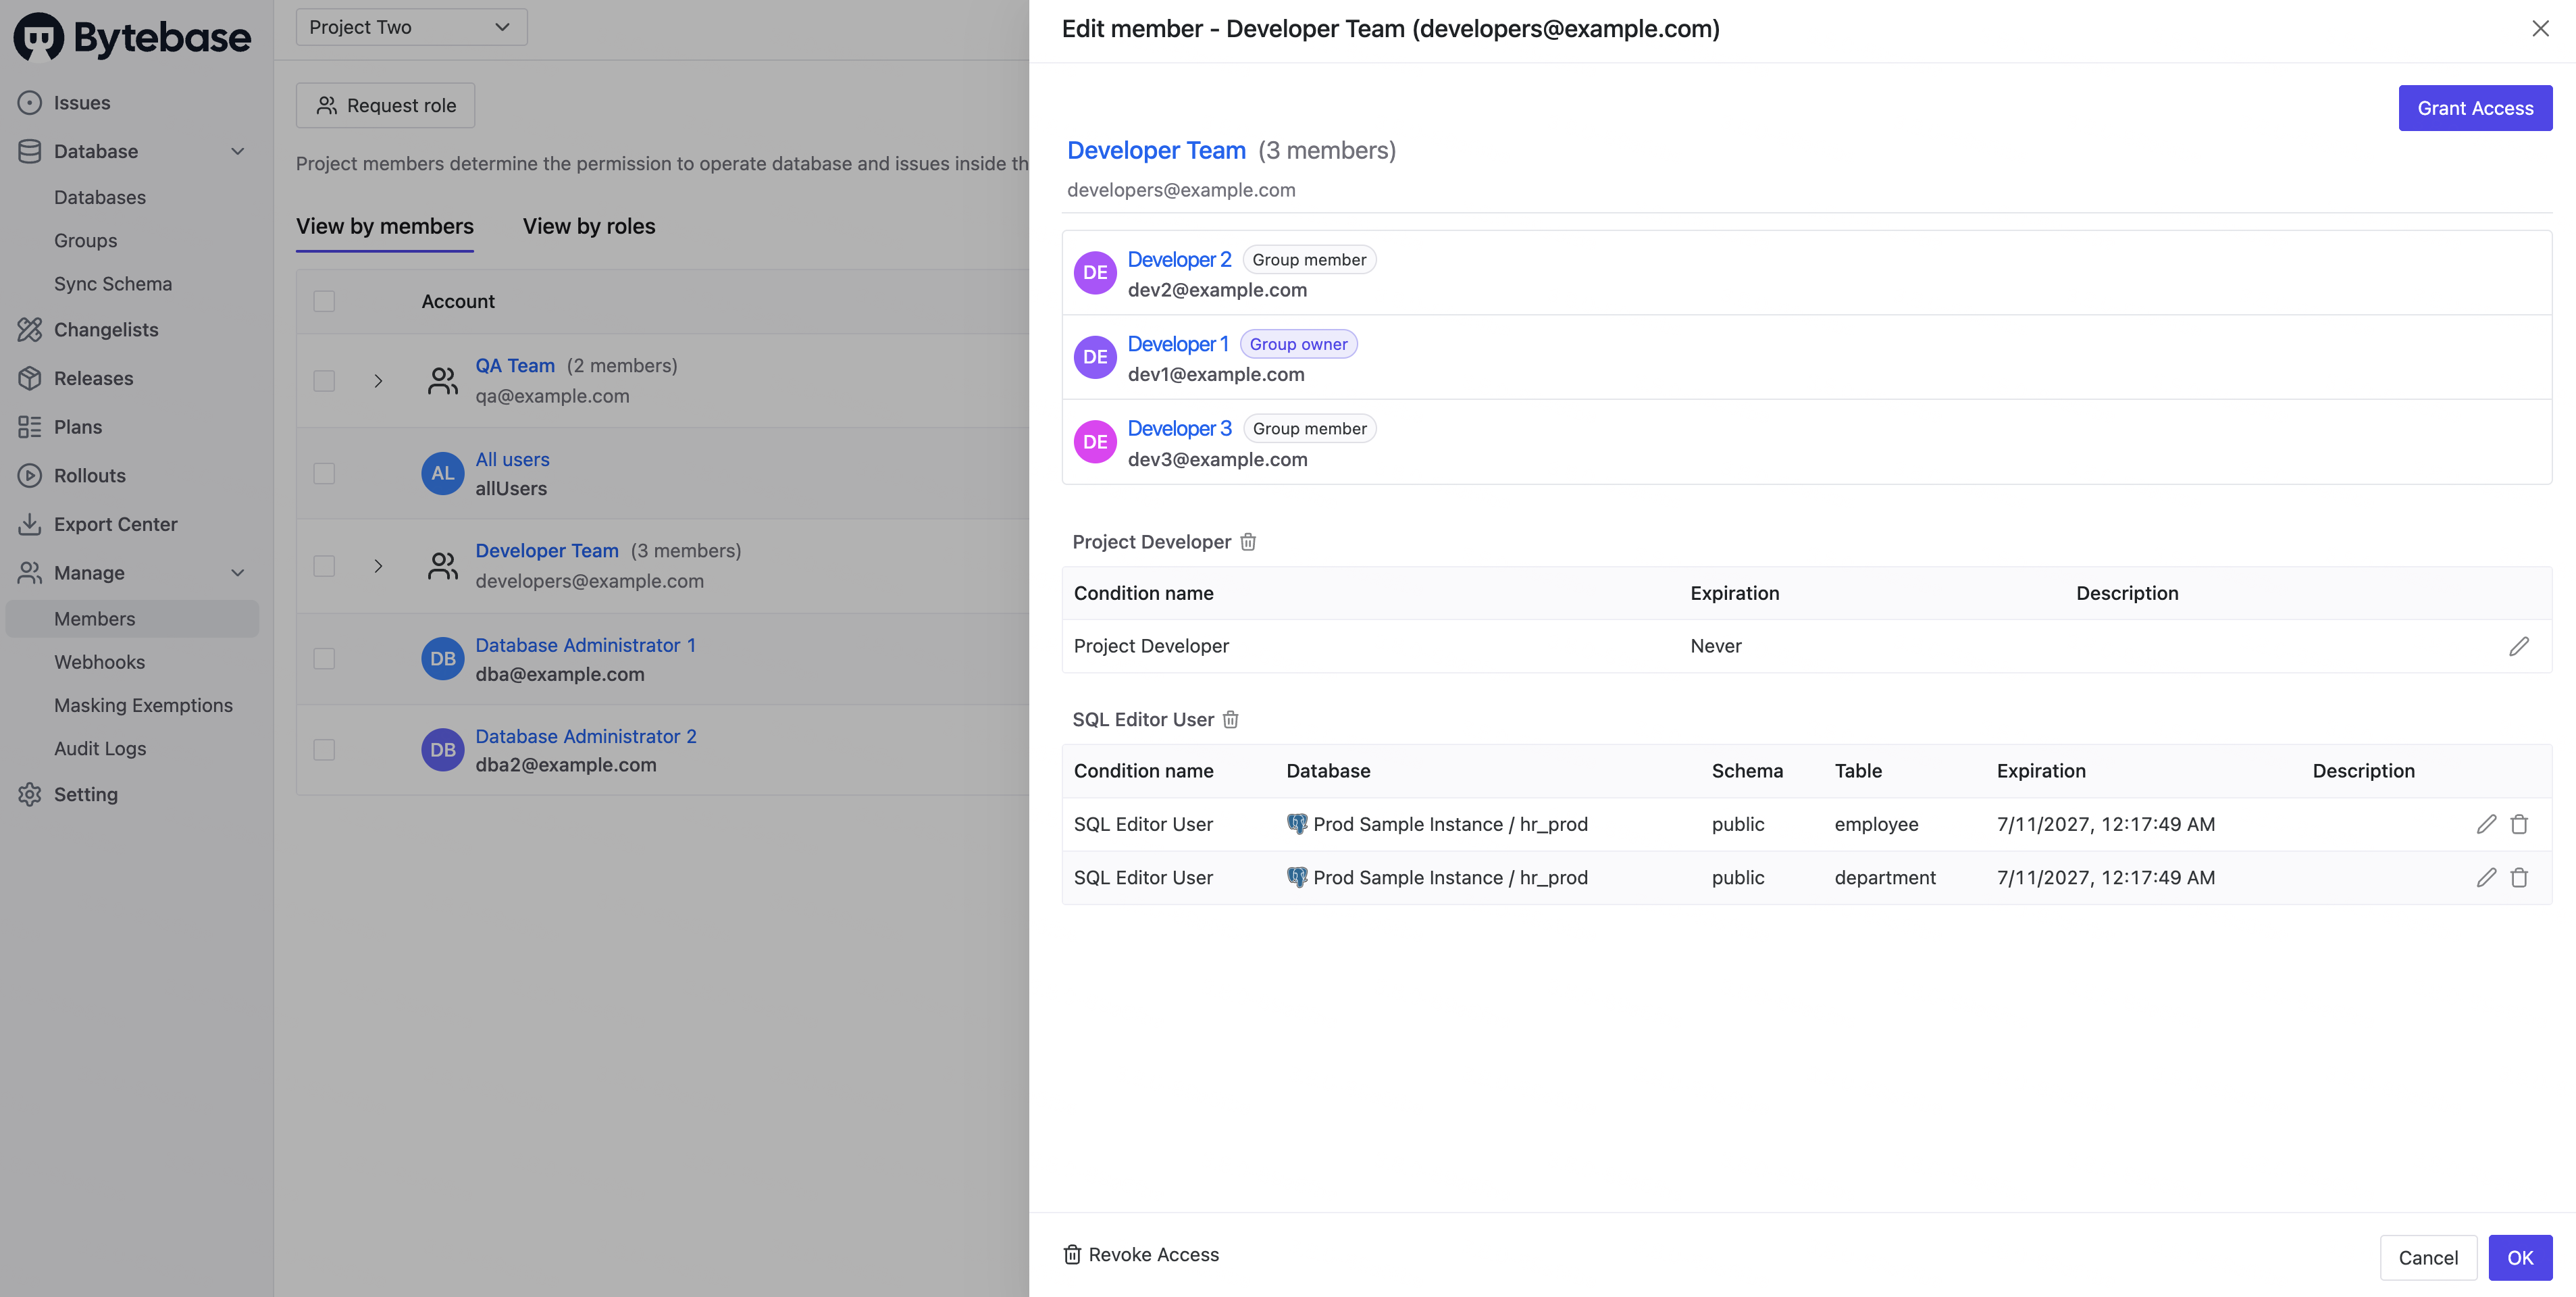 Bytebase
Issues
Database
Databases
Groups
Sync Schema
Changelists
Releases
Plans
Rollouts
Export Center
Manage
Members
Webhooks
Masking Exemptions
Audit Logs
Setting
Project Two
Request role
Project members determine the permission to operate database and issues inside th
View by members View by roles
Account
QA Team (2 members)
qa@example.com
AL
All users
allUsers
Developer Team (3 members)
developers@example.com
DB
Database Administrator 1
dba@example.com
DB
Database Administrator 2
dba2@example.com
Edit member - Developer Team (developers@example.com)
Grant Access
Developer Team (3 members)
developers@example.com
DE
Developer 2 Group member
dev2@example.com
DE
Developer 1 Group owner
dev1@example.com
DE
Developer 3 Group member
dev3@example.com
Project Developer
Condition name Expiration Description
Project Developer Never
SQL Editor User
Condition name Database Schema Table Expiration Description
SQL Editor User Prod Sample Instance / hr_prod public employee 7/11/2027, 12:17:49 AM
SQL Editor User Prod Sample Instance / hr_prod public department 7/11/2027, 12:17:49 AM
Revoke Access
Cancel OK